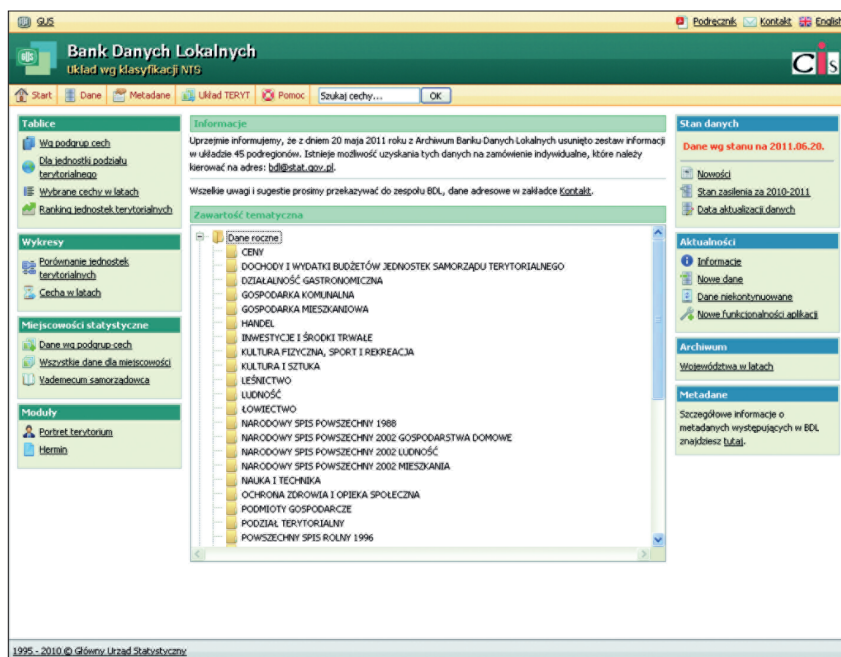 GUS
Podręcznik Kontakt English
Bank Danych Lokalnych
Układ wg klasyfikacji NTS
CIS
Start Dane Metadane Układ TERYT Pomoc Szukaj cechy... OK
Tablice
Wg podgrup cech
Dla jednostki podziału
terytorialnego
Wybrane cechy w latach
Ranking jednostek terytorialnych
Wykresy
Porównanie jednostek
terytorialnych
Cecha w latach
Miejscowości statystyczne
Dane wg podgrup cech
Wszystkie dane dla miejscowości
Vademecum samorządowca
Moduły
Portret terytorium
Hermin
Informacje
Uprzejmie informujemy, że z dniem 20 maja 2011 roku z Archiwum Banku Danych Lokalnych usunięto zestaw informacji
w układzie 45 podregionów. Istnieje możliwość uzyskania tych danych na zamówienie indywidualne, które należy
kierować na adres: bdl@stat.gov.pl.
Wszelkie uwagi i sugestie prosimy przekazywać do zespołu BDL, dane adresowe w zakładce Kontakt.
Zawartość tematyczna
Dane roczne
CENY
DOCHODY I WYDATKI BUDŻETÓW JEDNOSTEK SAMORZĄDU TERYTORIALNEGO
DZIAŁALNOŚĆ GASTRONOMICZNA
GOSPODARKA KOMUNALNA
GOSPODARKA MIESZKANIOWA
HANDEL
INWESTYCJE I ŚRODKI TRWAŁE
KULTURA FIZYCZNA, SPORT I REKREACJA
KULTURA I SZTUKA
LEŚNICTWO
LUDNOŚĆ
ŁOWIECTWO
NARODOWY SPIS POWSZECHNY 1988
NARODOWY SPIS POWSZECHNY 2002 GOSPODARSTWA DOMOWE
NARODOWY SPIS POWSZECHNY 2002 LUDNOŚĆ
NARODOWY SPIS POWSZECHNY 2002 MIESZKANIA
NAUKA I TECHNIKA
OCHRONA ZDROWIA I OPIEKA SPOŁECZNA
PODMIOTY GOSPODARCZE
PODZIAŁ TERYTORIALNY
POWSZECHNY SPIS ROLNY 1996
Stan danych
Dane wg stanu na 2011.06.20.
Nowości
Stan zasilenia za 2010-2011
Data aktualizacji danych
Aktualności
Informacje
Nowe dane
Dane niekontynuowane
Nowe funkcjonalności aplikacji
Archiwum
Województwa w latach
Metadane
Szczegółowe informacje o
metadanych występujących w BDL
znajdziesz tutaj.
1995 - 2010 © Główny Urząd Statystyczny